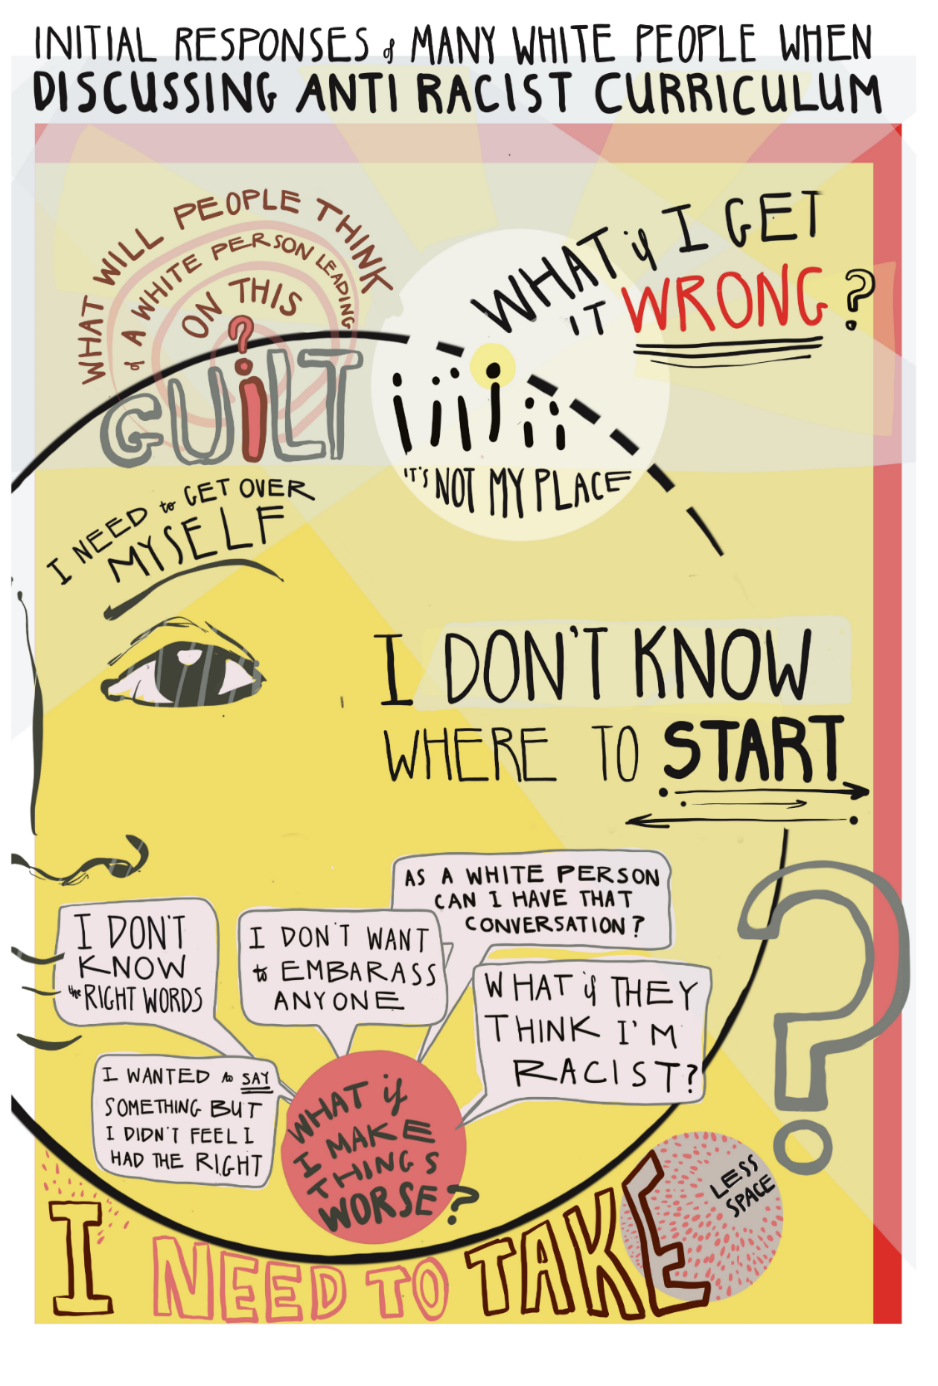 INITIAL RESPONSES of MANY WHITE PEOPLE WHEN
DISCUSSING ANTI RACIST CURRICULUM
WHAT WILL PEOPLE THINK
of A WHITE PERSON LEADING
ON THIS
?
GUILT
WHAT if I GET
IT WRONG?
IT'S NOT MY PLACE
I NEED to GET OVER
MYSELF
I DON'T KNOW
WHERE TO START
AS A WHITE PERSON
CAN I HAVE THAT
CONVERSATION?
I DON'T
KNOW
the RIGHT WORDS
I DON'T WANT
to EMBARASS
ANYONE
WHAT if THEY
THINK I'M
RACIST?
I WANTED to SAY
SOMETHING BUT
I DIDN'T FEEL I
HAD THE RIGHT
WHAT if
I MAKE
THINGS
WORSE?
?
I NEED TO TAKE
LESS
SPACE